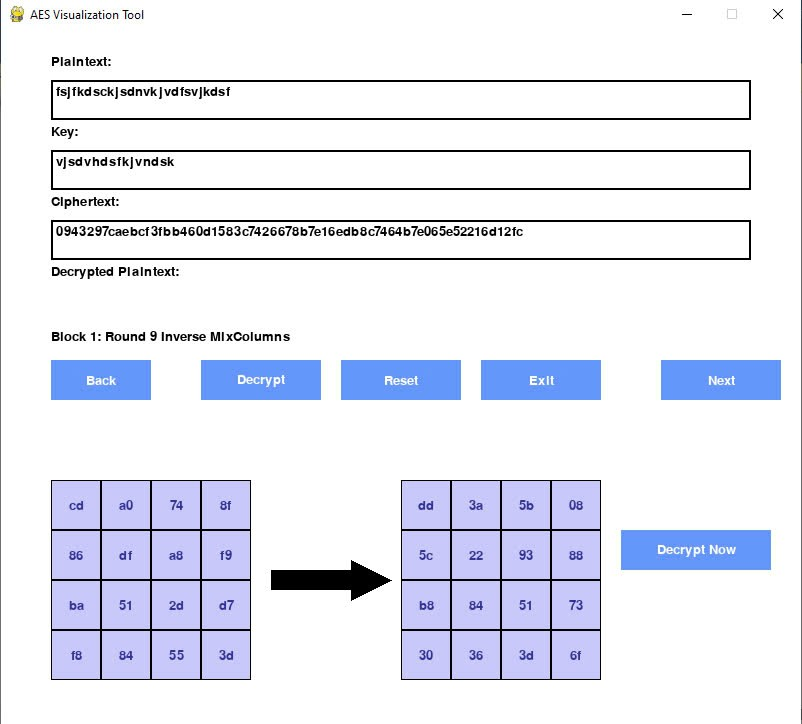 AES Visualization Tool
Plaintext:
fsjfkdsckjsdnvkjvdfsvjkdsf
Key:
vjsdvhdsfkjvndsk
Ciphertext:
0943297caebcf3fbb460d1583c7426678b7e16edb8c7464b7e065e52216d12fc
Decrypted Plaintext:
Block 1: Round 9 Inverse MixColumns
Back Decrypt Reset Exit Next
cd a0 74 8f dd 3a 5b 08
86 df a8 f9 5c 22 93 88
Decrypt Now
ba 51 2d d7 b8 84 51 73
f8 84 55 3d 30 36 3d 6f